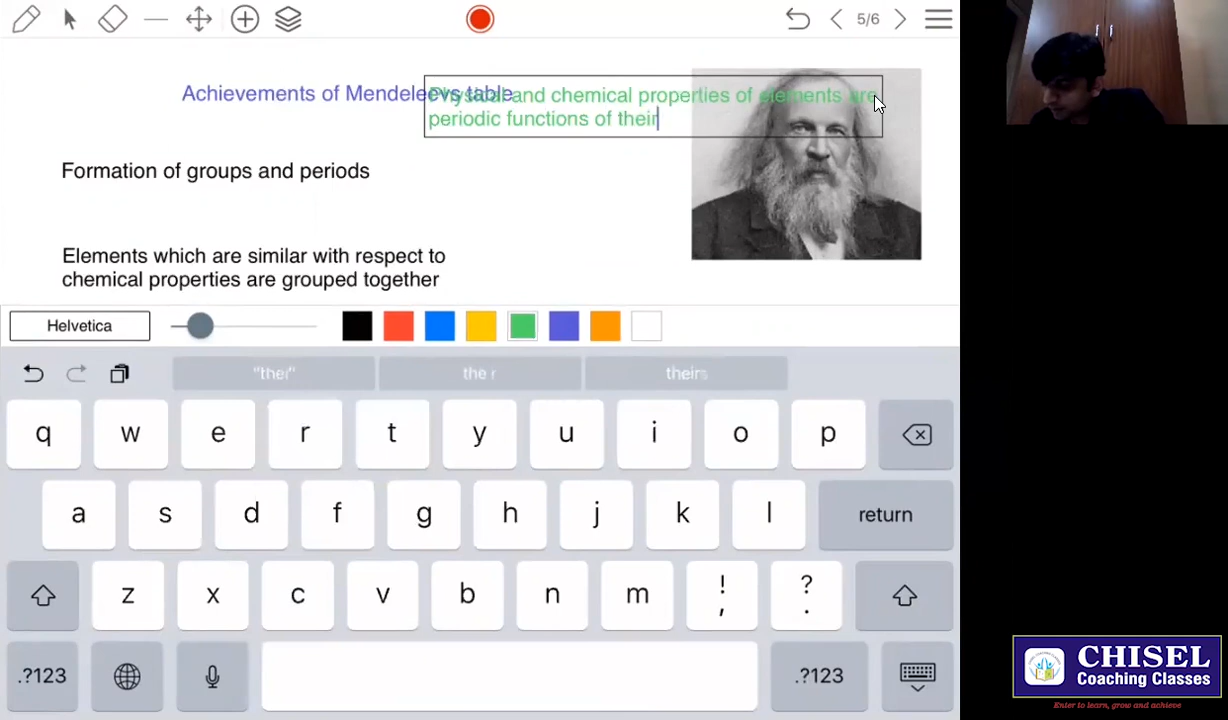 5/6
Achievements of Mendeleevs table
Physical and chemical properties of elements are
periodic functions of their
Formation of groups and periods
Elements which are similar with respect to
chemical properties are grouped together
Helvetica
"their" the r theirs
q w e r t y u i o p
a s d f g h j k l return
z x c v b n m ! , ? .
.?123 .?123
CHISEL
Coaching Classes
Enter to learn, grow and achieve